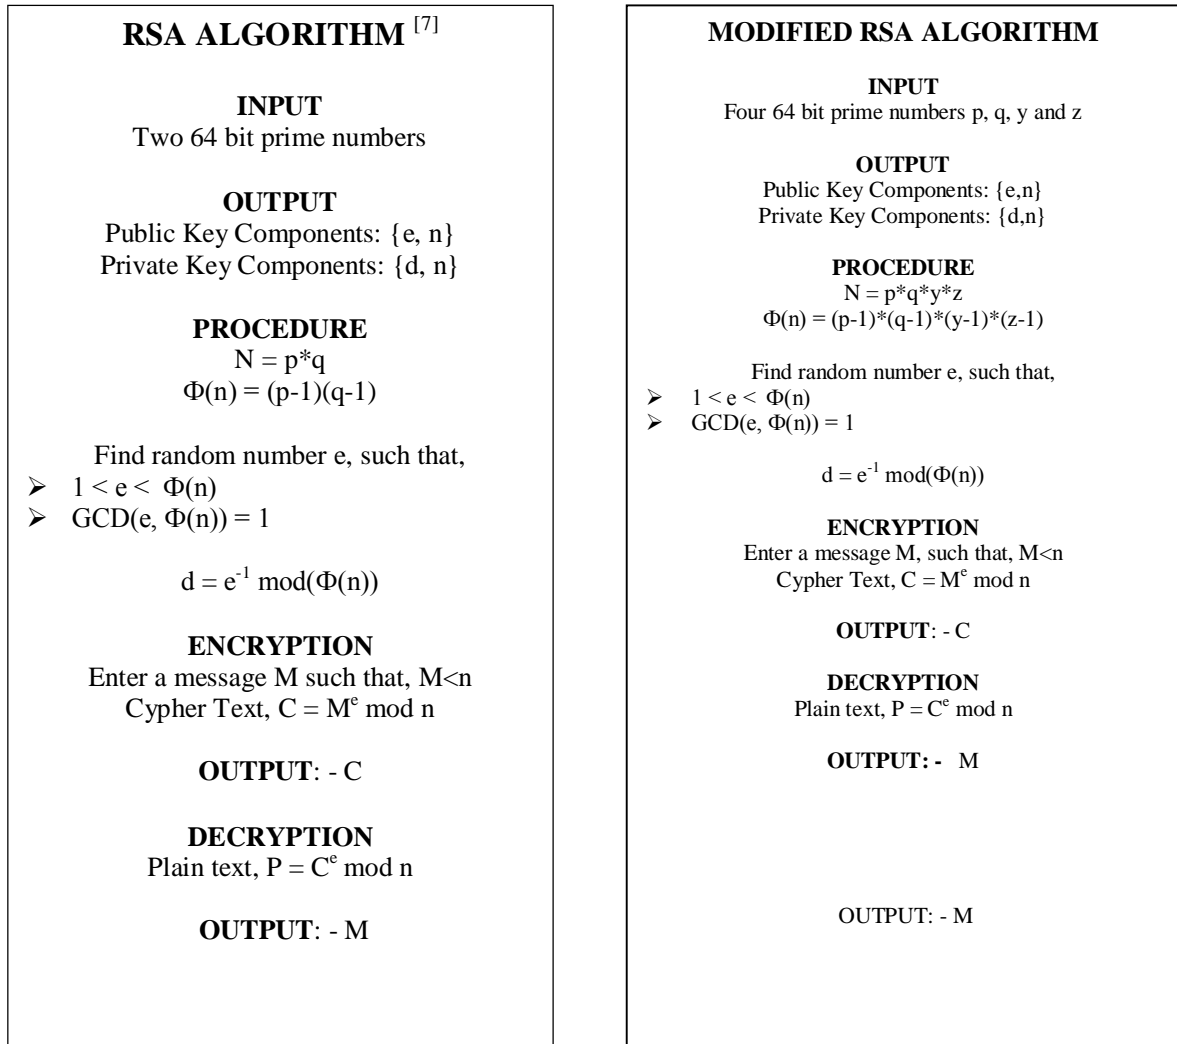 RSA ALGORITHM [7]
INPUT
Two 64 bit prime numbers
OUTPUT
Public Key Components: {e, n}
Private Key Components: {d, n}
PROCEDURE
N = p*q
Φ(n) = (p-1)(q-1)
Find random number e, such that,
➢ 1 < e < Φ(n)
➢ GCD(e, Φ(n)) = 1
d = e⁻¹ mod(Φ(n))
ENCRYPTION
Enter a message M such that, M<n
Cypher Text, C = Mᵉ mod n
OUTPUT: - C
DECRYPTION
Plain text, P = Cᵉ mod n
OUTPUT: - M
MODIFIED RSA ALGORITHM
INPUT
Four 64 bit prime numbers p, q, y and z
OUTPUT
Public Key Components: {e,n}
Private Key Components: {d,n}
PROCEDURE
N = p*q*y*z
Φ(n) = (p-1)*(q-1)*(y-1)*(z-1)
Find random number e, such that,
➢ 1 < e < Φ(n)
➢ GCD(e, Φ(n)) = 1
d = e⁻¹ mod(Φ(n))
ENCRYPTION
Enter a message M, such that, M<n
Cypher Text, C = Mᵉ mod n
OUTPUT: - C
DECRYPTION
Plain text, P = Cᵉ mod n
OUTPUT: - M
OUTPUT: - M